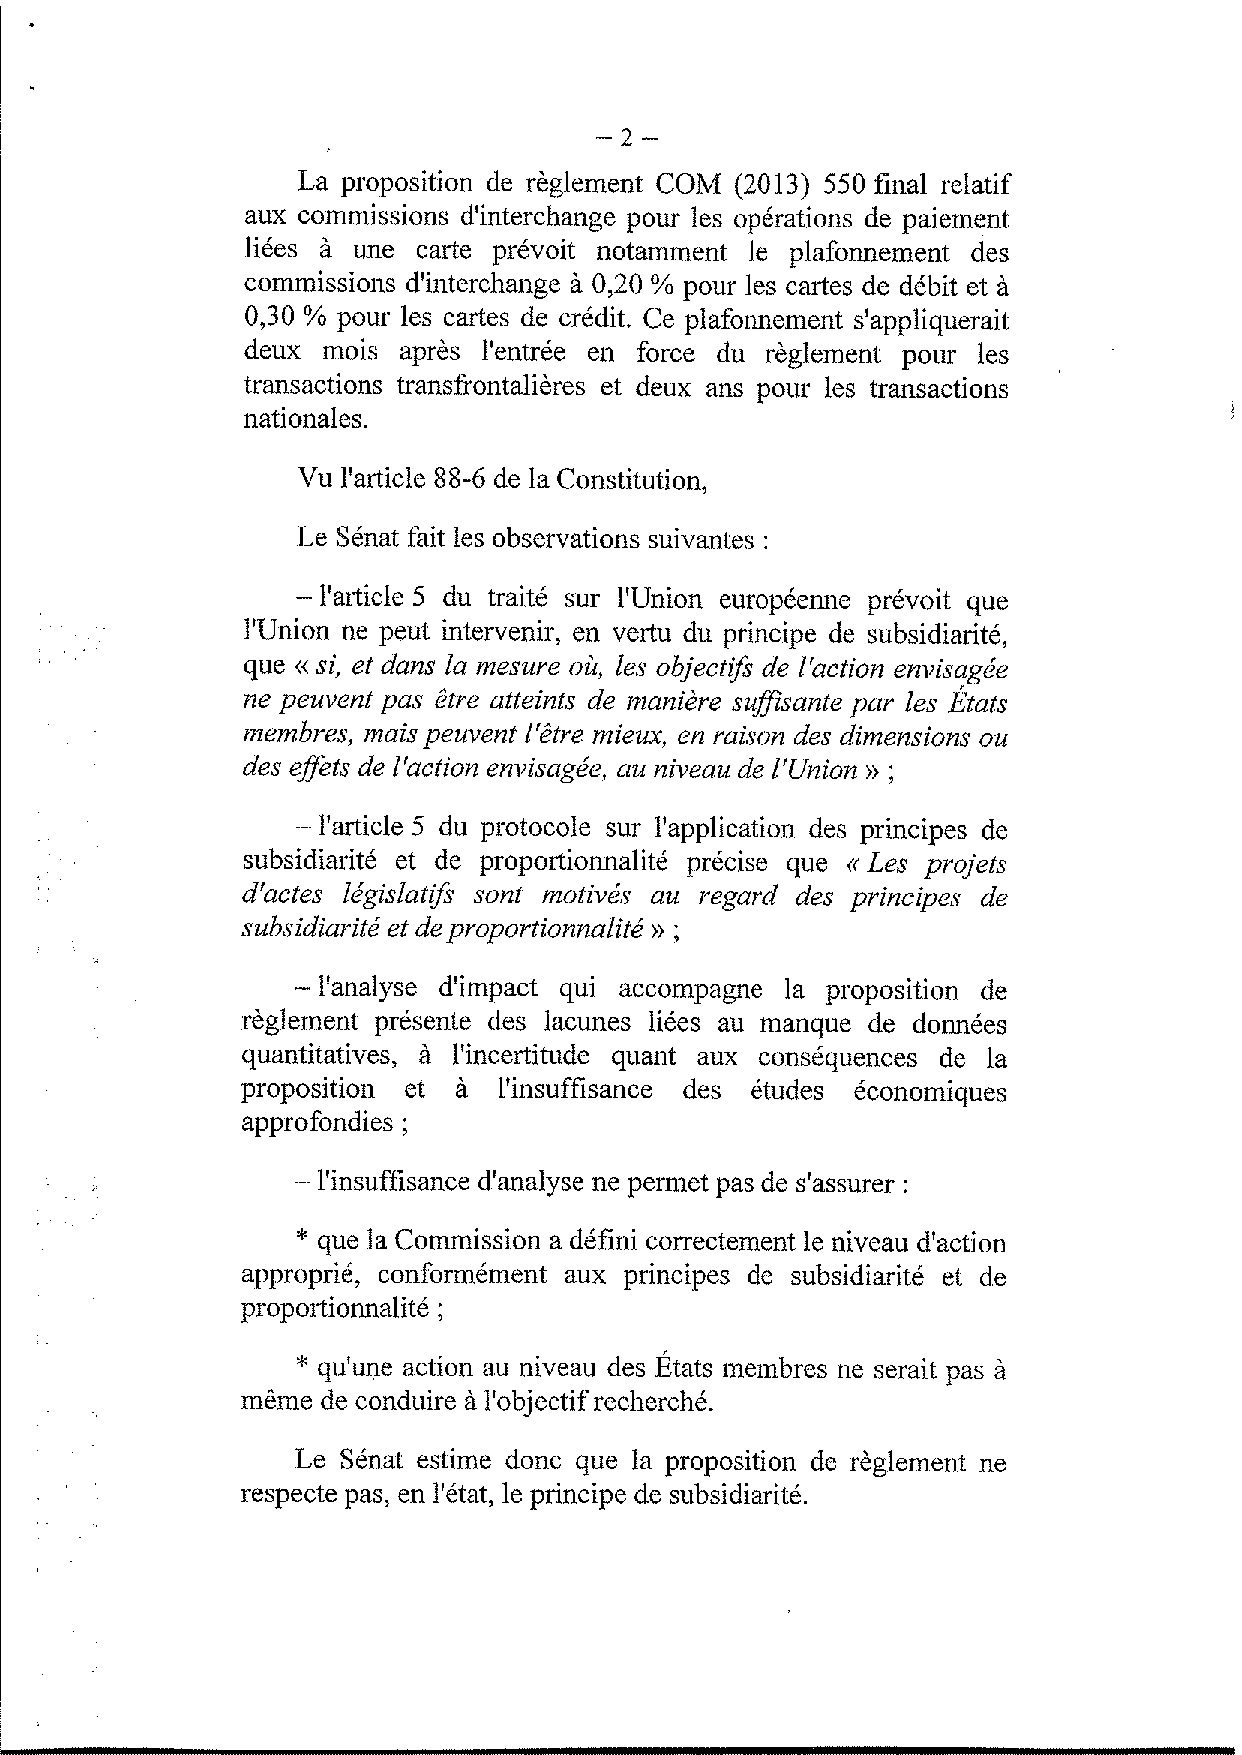 – 2 –
La proposition de règlement COM (2013) 550 final relatif
aux commissions d'interchange pour les opérations de paiement
liées à une carte prévoit notamment le plafonnement des
commissions d'interchange à 0,20 % pour les cartes de débit et à
0,30 % pour les cartes de crédit. Ce plafonnement s'appliquerait
deux mois après l'entrée en force du règlement pour les
transactions transfrontalières et deux ans pour les transactions
nationales.
Vu l'article 88-6 de la Constitution,
Le Sénat fait les observations suivantes :
– l'article 5 du traité sur l'Union européenne prévoit que
l'Union ne peut intervenir, en vertu du principe de subsidiarité,
que « si, et dans la mesure où, les objectifs de l'action envisagée
ne peuvent pas être atteints de manière suffisante par les États
membres, mais peuvent l'être mieux, en raison des dimensions ou
des effets de l'action envisagée, au niveau de l'Union » ;
– l'article 5 du protocole sur l'application des principes de
subsidiarité et de proportionnalité précise que « Les projets
d'actes législatifs sont motivés au regard des principes de
subsidiarité et de proportionnalité » ;
– l'analyse d'impact qui accompagne la proposition de
règlement présente des lacunes liées au manque de données
quantitatives, à l'incertitude quant aux conséquences de la
proposition et à l'insuffisance des études économiques
approfondies ;
– l'insuffisance d'analyse ne permet pas de s'assurer :
* que la Commission a défini correctement le niveau d'action
approprié, conformément aux principes de subsidiarité et de
proportionnalité ;
* qu'une action au niveau des États membres ne serait pas à
même de conduire à l'objectif recherché.
Le Sénat estime donc que la proposition de règlement ne
respecte pas, en l'état, le principe de subsidiarité.